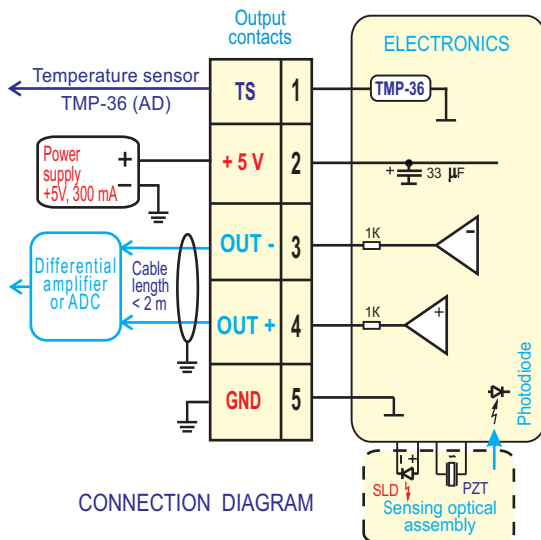 Output
contacts
ELECTRONICS
Temperature sensor
TMP-36 (AD)
TS
1
TMP-36
Power
supply
+5V, 300 mA
+
−
+ 5 V
2
+
33 µF
OUT -
3
1K
-
Differential
amplifier
or ADC
Cable
length
< 2 m
OUT +
4
1K
+
GND
5
Photodiode
- +
~
SLD
PZT
Sensing optical
assembly
CONNECTION DIAGRAM